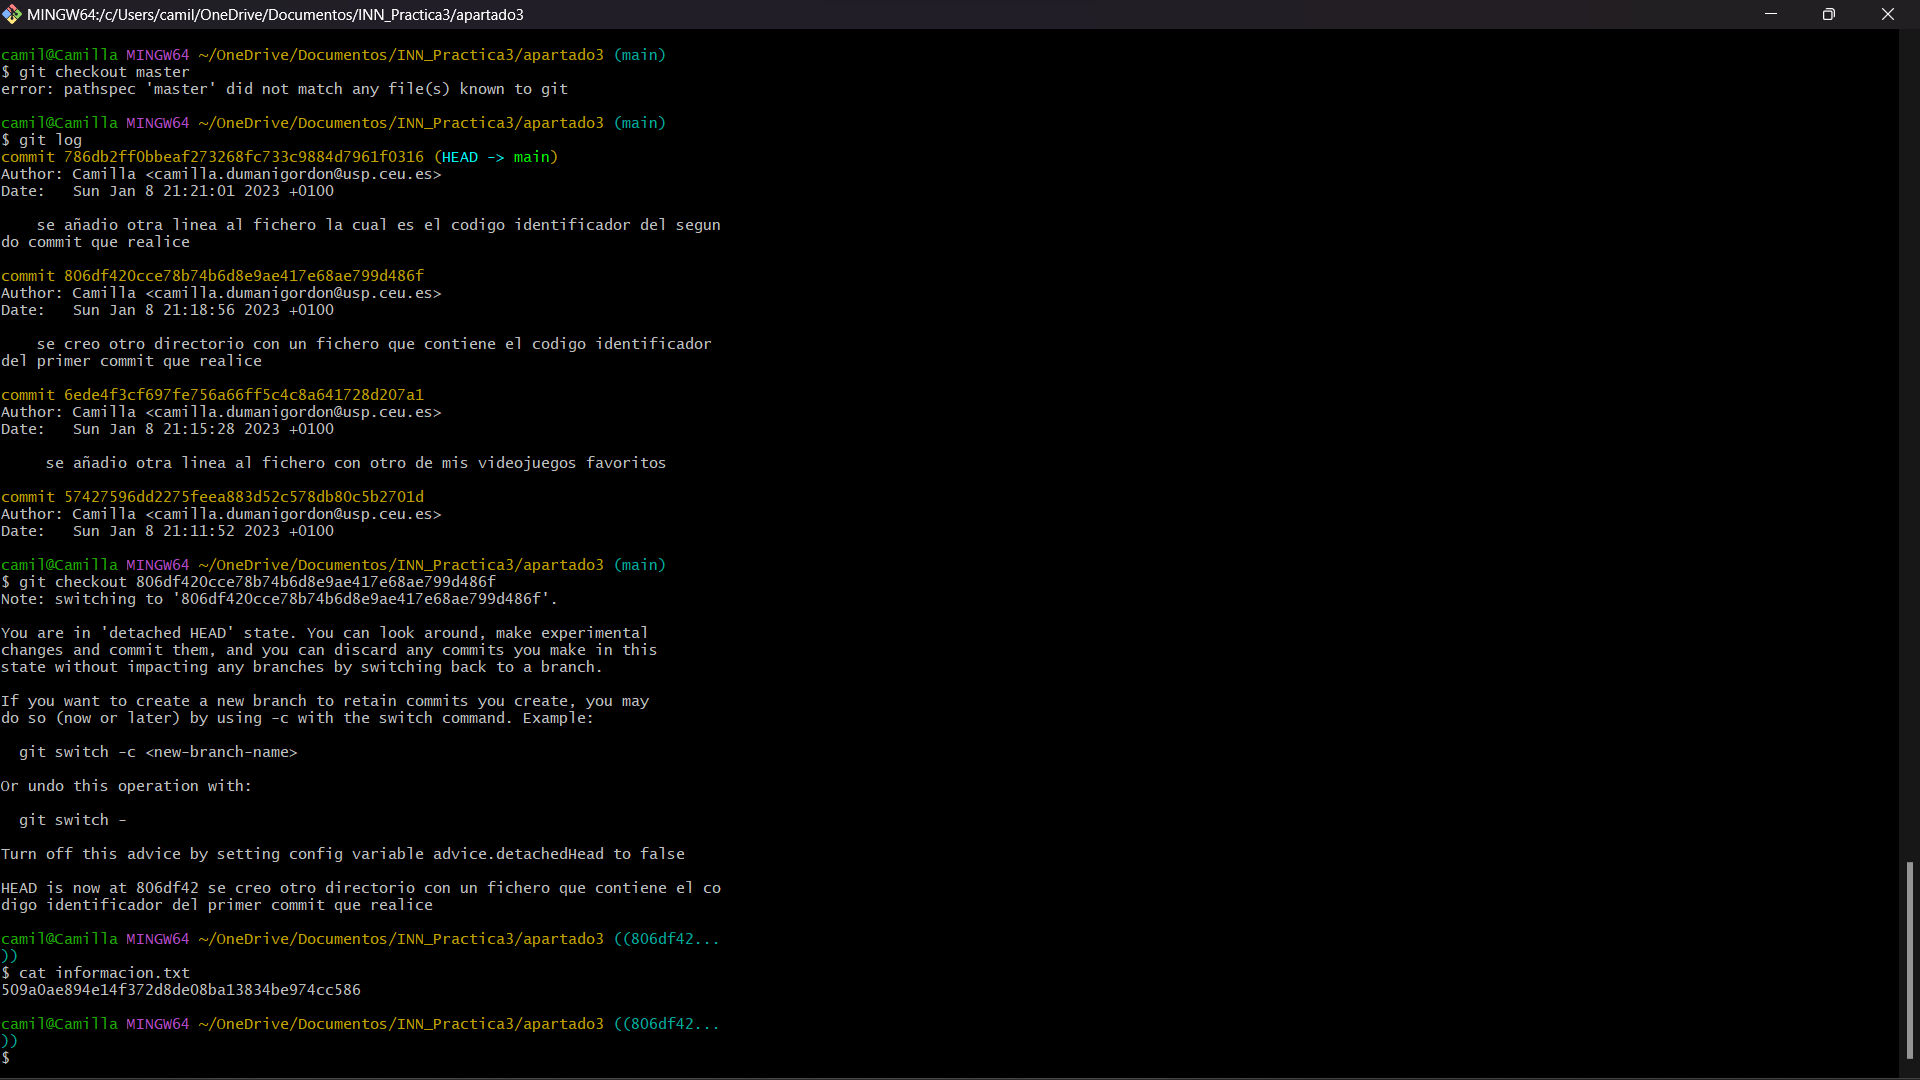 MINGW64:/c/Users/camil/OneDrive/Documentos/INN_Practica3/apartado3
camil@Camilla MINGW64 ~/OneDrive/Documentos/INN_Practica3/apartado3 (main)
$ git checkout master
error: pathspec 'master' did not match any file(s) known to git
camil@Camilla MINGW64 ~/OneDrive/Documentos/INN_Practica3/apartado3 (main)
$ git log
commit 786db2ff0bbeaf273268fc733c9884d7961f0316 (HEAD -> main)
Author: Camilla <camilla.dumanigordon@usp.ceu.es>
Date:   Sun Jan 8 21:21:01 2023 +0100
    se añadio otra linea al fichero la cual es el codigo identificador del segun
do commit que realice
commit 806df420cce78b74b6d8e9ae417e68ae799d486f
Author: Camilla <camilla.dumanigordon@usp.ceu.es>
Date:   Sun Jan 8 21:18:56 2023 +0100
    se creo otro directorio con un fichero que contiene el codigo identificador
del primer commit que realice
commit 6ede4f3cf697fe756a66ff5c4c8a641728d207a1
Author: Camilla <camilla.dumanigordon@usp.ceu.es>
Date:   Sun Jan 8 21:15:28 2023 +0100
     se añadio otra linea al fichero con otro de mis videojuegos favoritos
commit 57427596dd2275feea883d52c578db80c5b2701d
Author: Camilla <camilla.dumanigordon@usp.ceu.es>
Date:   Sun Jan 8 21:11:52 2023 +0100
camil@Camilla MINGW64 ~/OneDrive/Documentos/INN_Practica3/apartado3 (main)
$ git checkout 806df420cce78b74b6d8e9ae417e68ae799d486f
Note: switching to '806df420cce78b74b6d8e9ae417e68ae799d486f'.
You are in 'detached HEAD' state. You can look around, make experimental
changes and commit them, and you can discard any commits you make in this
state without impacting any branches by switching back to a branch.
If you want to create a new branch to retain commits you create, you may
do so (now or later) by using -c with the switch command. Example:
  git switch -c <new-branch-name>
Or undo this operation with:
  git switch -
Turn off this advice by setting config variable advice.detachedHead to false
HEAD is now at 806df42 se creo otro directorio con un fichero que contiene el co
digo identificador del primer commit que realice
camil@Camilla MINGW64 ~/OneDrive/Documentos/INN_Practica3/apartado3 ((806df42...
))
$ cat informacion.txt
509a0ae894e14f372d8de08ba13834be974cc586
camil@Camilla MINGW64 ~/OneDrive/Documentos/INN_Practica3/apartado3 ((806df42...
))
$